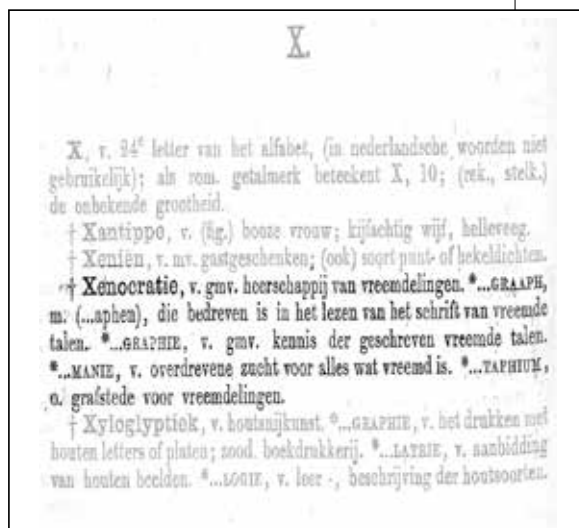 X.
X, v. 24e letter van het alfabet, (in nederlandsche woorden niet
gebruikelijk); als rom. getalmerk beteekent X, 10; (rek., stelk.)
de onbekende grootheid.
† Xantippe, v. (fig.) booze vrouw; kijfachtig wijf, helleveeg.
† Xeniën, v. mv. gastgeschenken; (ook) soort punt- of hekeldichten.
† Xenocratie, v. gmv. heerschappij van vreemdelingen. *...GRAAPH,
m. (...aphen), die bedreven is in het lezen van het schrift van vreemde
talen. *...GRAPHIE, v. gmv. kennis der geschreven vreemde talen.
*...MANIE, v. overdrevene zucht voor alles wat vreemd is. *...TAPHIUM,
o. grafstede voor vreemdelingen.
† Xyloglyptiek, v. houtsnijkunst. *...GRAPHIE, v. het drukken met
houten letters of platen; zood. boekdrukkerij. *...LATRIE, v. aanbidding
van houten beelden. *...LOGIE, v. leer -, beschrijving der houtsoorten.